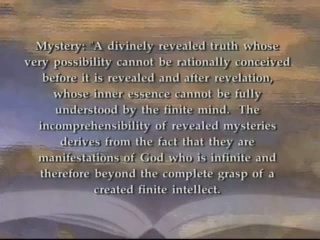 Mystery: "A divinely revealed truth whose
very possibility cannot be rationally conceived
before it is revealed and after revelation,
whose inner essence cannot be fully
understood by the finite mind. The
incomprehensibility of revealed mysteries
derives from the fact that they are
manifestations of God who is infinite and
therefore beyond the complete grasp of a
created finite intellect.